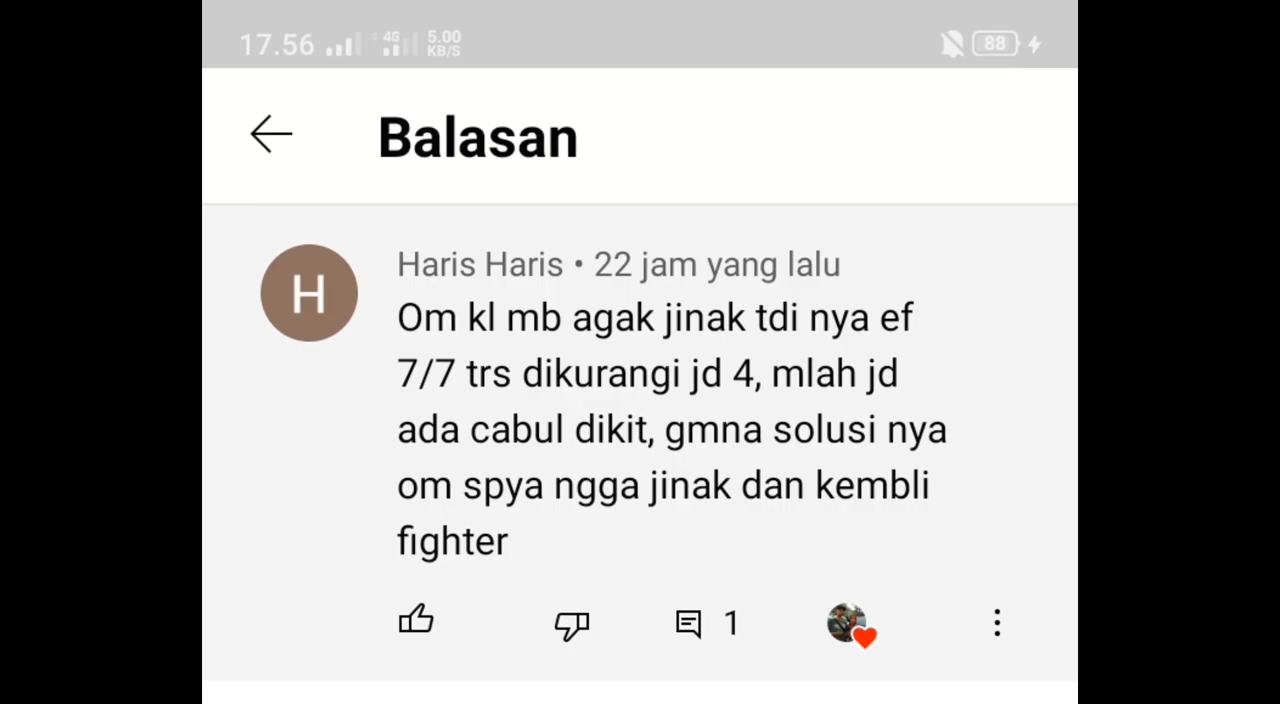 17.56 4G 5.00 KB/S 88
Balasan
H
Haris Haris • 22 jam yang lalu
Om kl mb agak jinak tdi nya ef
7/7 trs dikurangi jd 4, mlah jd
ada cabul dikit, gmna solusi nya
om spya ngga jinak dan kembli
fighter
1